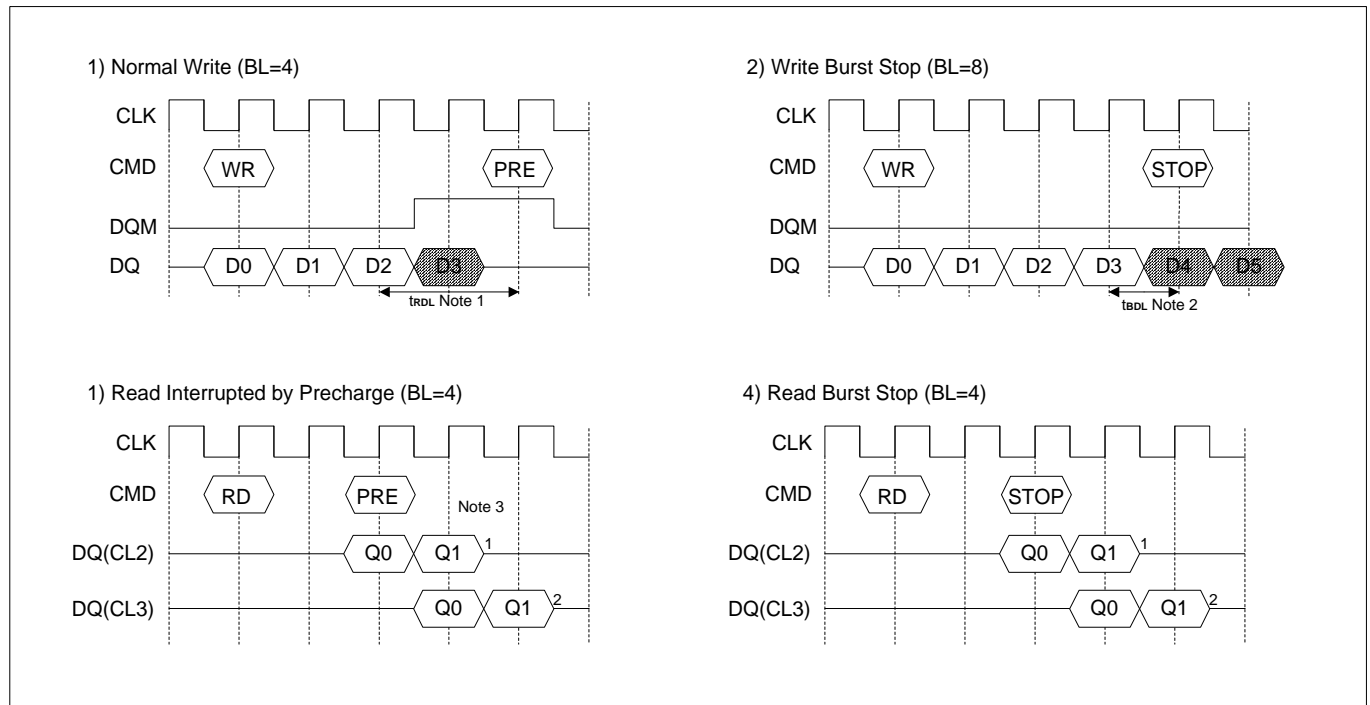 1) Normal Write (BL=4)
CLK
CMD WR PRE
DQM
DQ D0 D1 D2 D3
tRDL Note 1
2) Write Burst Stop (BL=8)
CLK
CMD WR STOP
DQM
DQ D0 D1 D2 D3 D4 D5
tBDL Note 2
1) Read Interrupted by Precharge (BL=4)
CLK
CMD RD PRE
Note 3
DQ(CL2) Q0 Q1 1
DQ(CL3) Q0 Q1 2
4) Read Burst Stop (BL=4)
CLK
CMD RD STOP
DQ(CL2) Q0 Q1 1
DQ(CL3) Q0 Q1 2